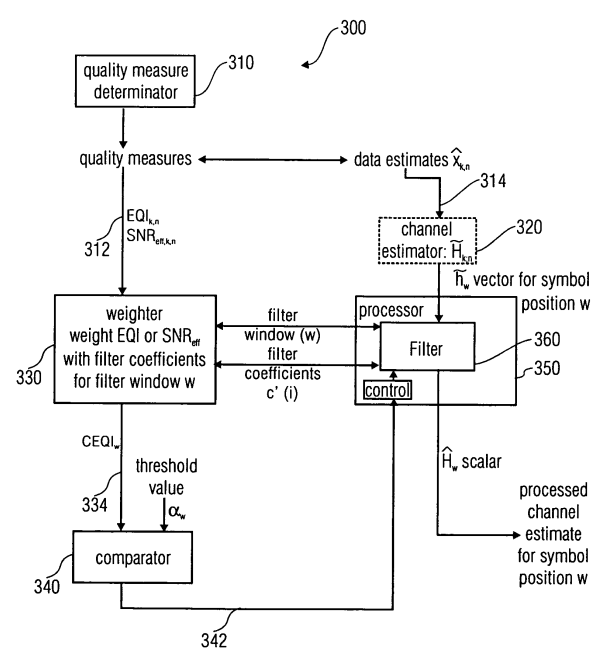 300
quality measure
determinator
310
quality measures
data estimates x̂k,n
314
EQIk,n
SNReff,k,n
312
320
channel
estimator: H̃k,n
h̃w vector for symbol
position w
weighter
weight EQI or SNReff
with filter coefficients
for filter window w
330
filter
window (w)
filter
coefficients
c' (i)
processor
Filter
360
350
control
CEQIw
334
threshold
value
αw
Ĥw scalar
processed
channel
estimate
for symbol
position w
comparator
340
342